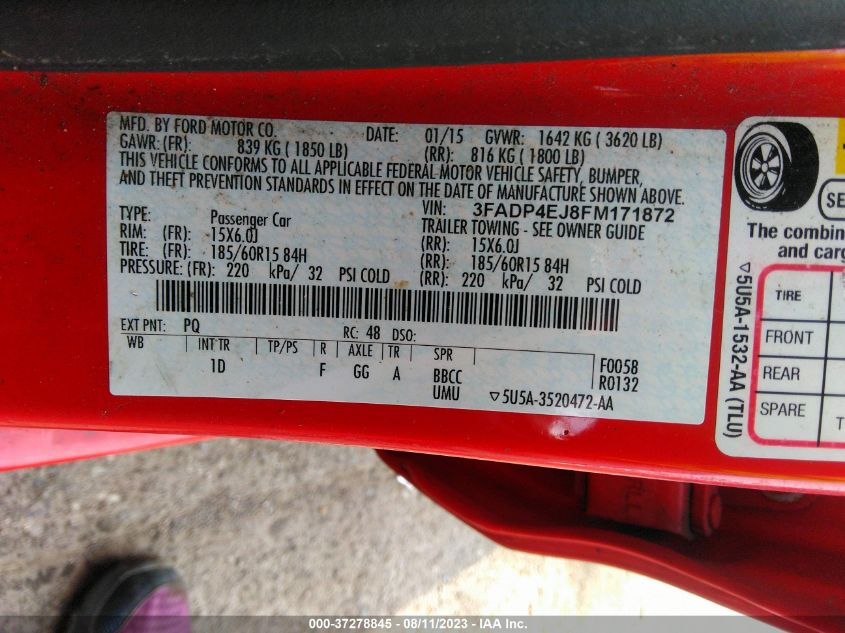 MFD. BY FORD MOTOR CO. DATE: 01/15 GVWR: 1642 KG ( 3620 LB)
GAWR: (FR): 839 KG ( 1850 LB) (RR): 816 KG ( 1800 LB)
THIS VEHICLE CONFORMS TO ALL APPLICABLE FEDERAL MOTOR VEHICLE SAFETY, BUMPER,
AND THEFT PREVENTION STANDARDS IN EFFECT ON THE DATE OF MANUFACTURE SHOWN ABOVE.
VIN: 3FADP4EJ8FM171872
TYPE: Passenger Car TRAILER TOWING - SEE OWNER GUIDE
RIM: (FR): 15X6.0J (RR): 15X6.0J
TIRE: (FR): 185/60R15 84H (RR): 185/60R15 84H
PRESSURE: (FR): 220 kPa/ 32 PSI COLD (RR): 220 kPa/ 32 PSI COLD
EXT PNT: PQ RC: 48 DSO:
WB INT TR TP/PS R AXLE TR SPR F0058
1D F GG A BBCC R0132
UMU ▽5U5A-3520472-AA
SE
The combin
and carg
TIRE
FRONT
REAR
SPARE T
▽5U5A-1532-AA (TLU)
000-37278845 - 08/11/2023 - IAA Inc.